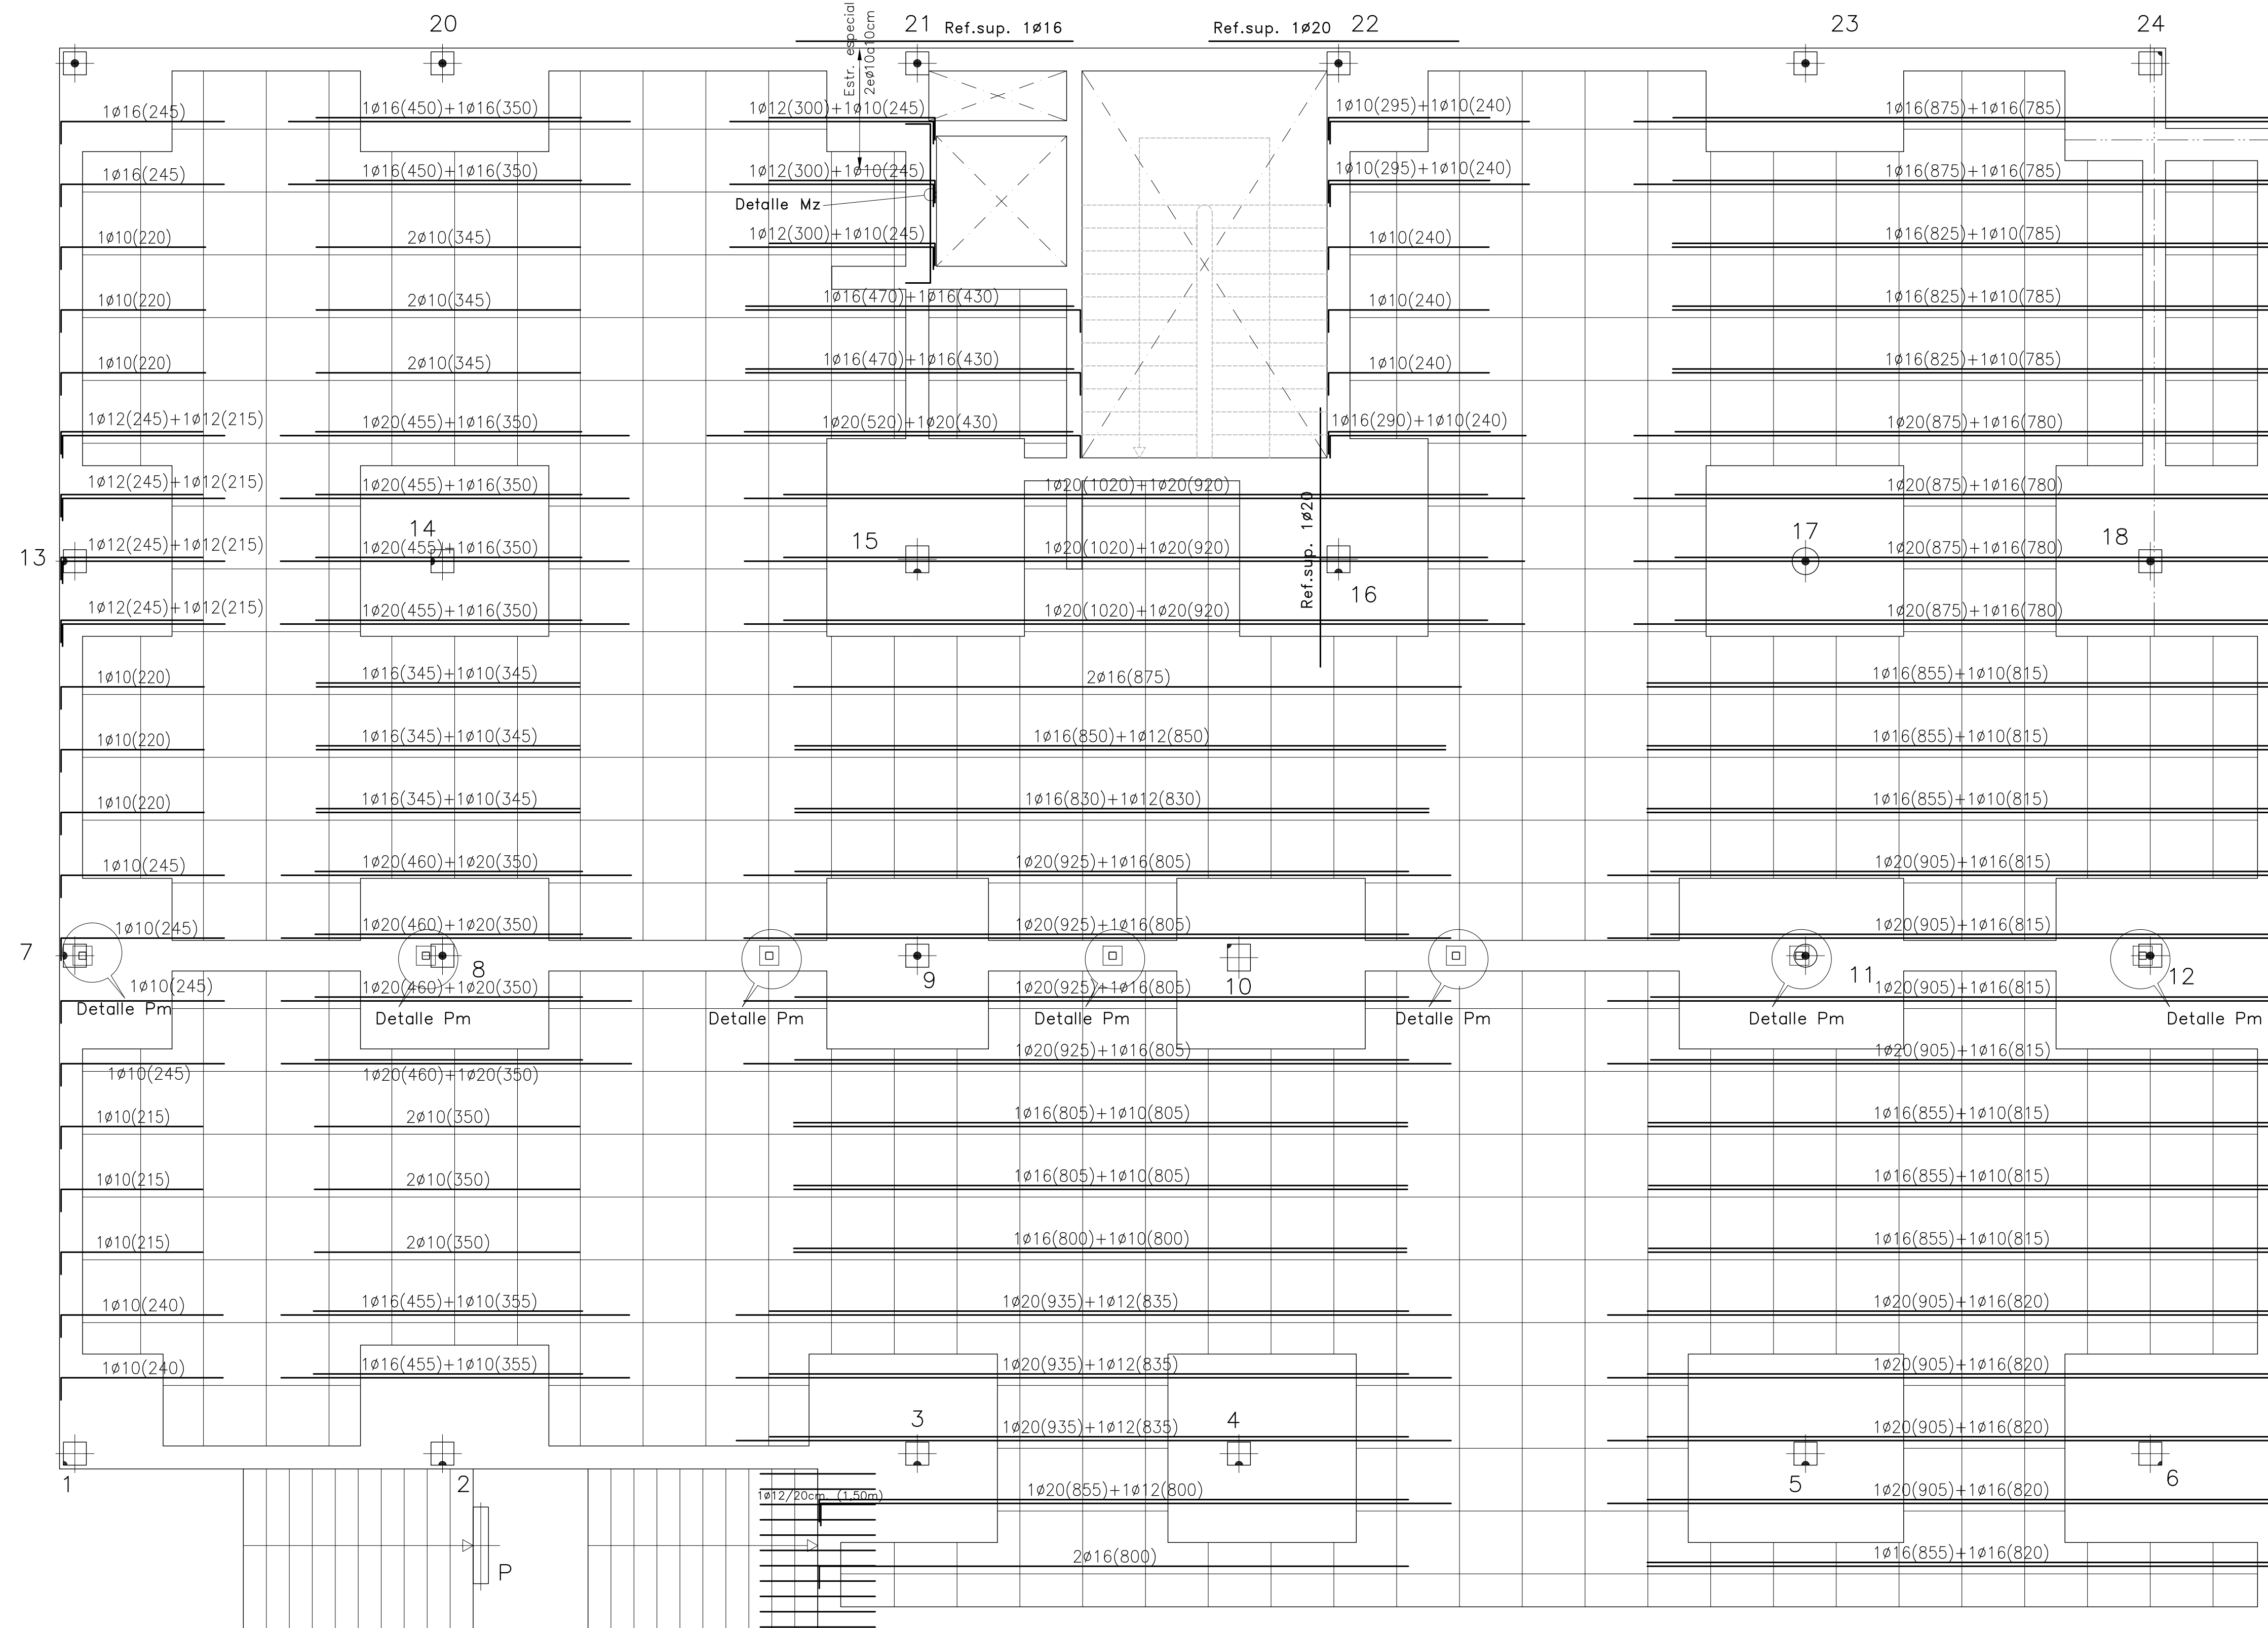 20 21 Ref.sup. 1ø16 Ref.sup. 1ø20 22 23 24
Estr. especial
2eø10a10cm
1ø16(245) 1ø16(450)+1ø16(350) 1ø12(300)+1ø10(245) 1ø10(295)+1ø10(240) 1ø16(875)+1ø16(785)
1ø16(245) 1ø16(450)+1ø16(350) 1ø12(300)+1ø10(245) 1ø10(295)+1ø10(240) 1ø16(875)+1ø16(785)
Detalle Mz
1ø10(220) 2ø10(345) 1ø12(300)+1ø10(245) 1ø10(240) 1ø16(825)+1ø10(785)
1ø10(220) 2ø10(345) 1ø16(470)+1ø16(430) 1ø10(240) 1ø16(825)+1ø10(785)
1ø10(220) 2ø10(345) 1ø16(470)+1ø16(430) 1ø10(240) 1ø16(825)+1ø10(785)
1ø12(245)+1ø12(215) 1ø20(455)+1ø16(350) 1ø20(520)+1ø20(430) 1ø16(290)+1ø10(240) 1ø20(875)+1ø16(780)
1ø12(245)+1ø12(215) 1ø20(455)+1ø16(350) 1ø20(1020)+1ø20(920) 1ø20(875)+1ø16(780)
Ref.sup. 1ø20
13 14 15 16 17 18
1ø12(245)+1ø12(215) 1ø20(455)+1ø16(350) 1ø20(1020)+1ø20(920) 1ø20(875)+1ø16(780)
1ø12(245)+1ø12(215) 1ø20(455)+1ø16(350) 1ø20(1020)+1ø20(920) 1ø20(875)+1ø16(780)
1ø10(220) 1ø16(345)+1ø10(345) 2ø16(875) 1ø16(855)+1ø10(815)
1ø10(220) 1ø16(345)+1ø10(345) 1ø16(850)+1ø12(850) 1ø16(855)+1ø10(815)
1ø10(220) 1ø16(345)+1ø10(345) 1ø16(830)+1ø12(830) 1ø16(855)+1ø10(815)
1ø10(245) 1ø20(460)+1ø20(350) 1ø20(925)+1ø16(805) 1ø20(905)+1ø16(815)
1ø10(245) 1ø20(460)+1ø20(350) 1ø20(925)+1ø16(805) 1ø20(905)+1ø16(815)
7 8 9 10 11 12
1ø10(245) 1ø20(460)+1ø20(350) 1ø20(925)+1ø16(805) 1ø20(905)+1ø16(815)
Detalle Pm Detalle Pm Detalle Pm Detalle Pm Detalle Pm Detalle Pm Detalle Pm
1ø10(245) 1ø20(460)+1ø20(350) 1ø20(925)+1ø16(805) 1ø20(905)+1ø16(815)
1ø10(215) 2ø10(350) 1ø16(805)+1ø10(805) 1ø16(855)+1ø10(815)
1ø10(215) 2ø10(350) 1ø16(805)+1ø10(805) 1ø16(855)+1ø10(815)
1ø10(215) 2ø10(350) 1ø16(800)+1ø10(800) 1ø16(855)+1ø10(815)
1ø10(240) 1ø16(455)+1ø10(355) 1ø20(935)+1ø12(835) 1ø20(905)+1ø16(820)
1ø10(240) 1ø16(455)+1ø10(355) 1ø20(935)+1ø12(835) 1ø20(905)+1ø16(820)
3 4
1ø20(935)+1ø12(835) 1ø20(905)+1ø16(820)
1 2 5 6
1ø12/20cm. (1,50m) 1ø20(855)+1ø12(800) 1ø20(905)+1ø16(820)
P 2ø16(800) 1ø16(855)+1ø16(820)